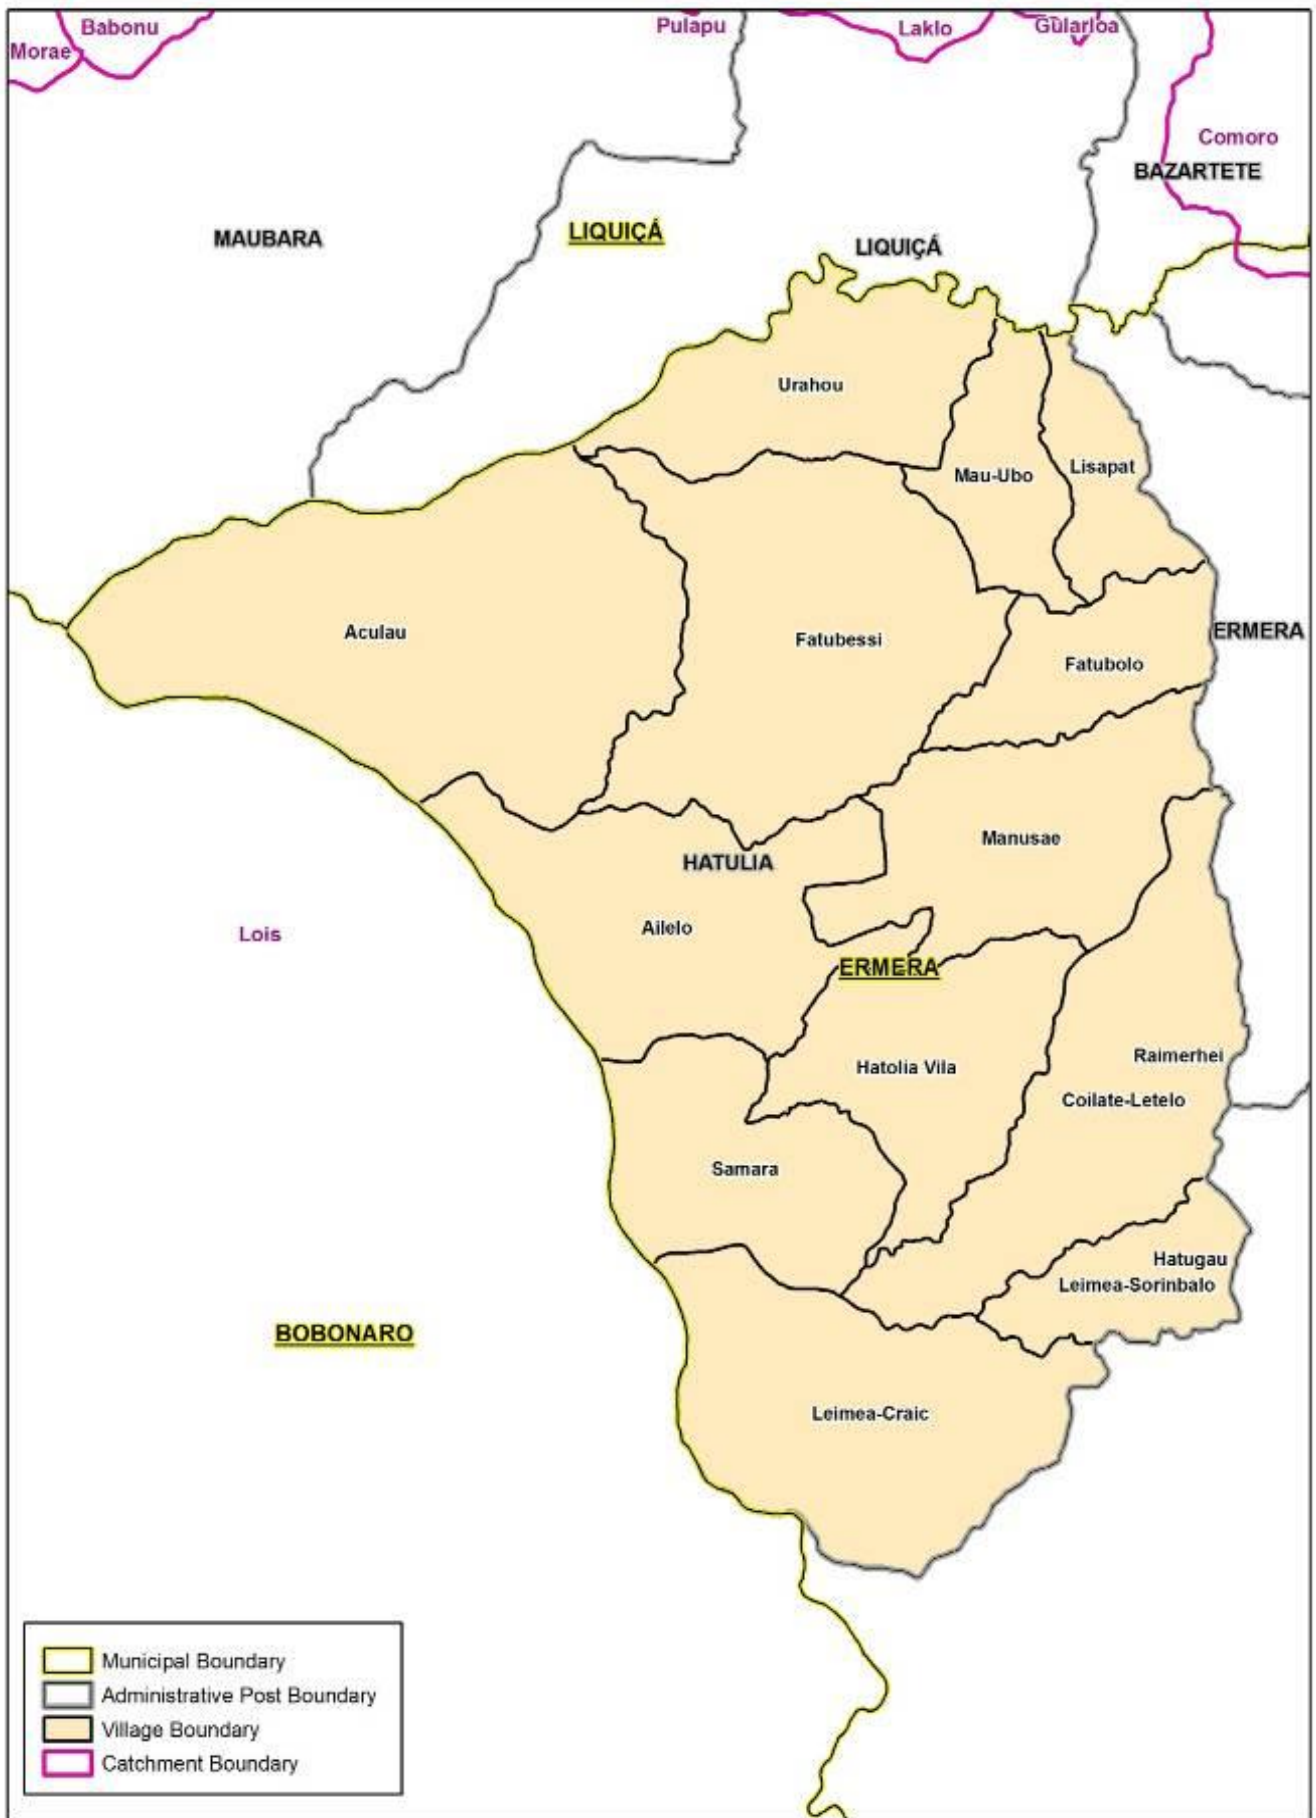 Babonu
Pulapu
Laklo
Gularloa
Morae
Comoro
BAZARTETE
MAUBARA
LIQUIÇÁ
LIQUIÇÁ
Urahou
Mau-Ubo
Lisapat
Aculau
Fatubessi
Fatubolo
ERMERA
Manusae
HATULIA
Ailelo
Lois
ERMERA
Raimerhei
Hatolia Vila
Coilate-Letelo
Samara
Hatugau
Leimea-Sorinbalo
BOBONARO
Leimea-Craic
Municipal Boundary
Administrative Post Boundary
Village Boundary
Catchment Boundary